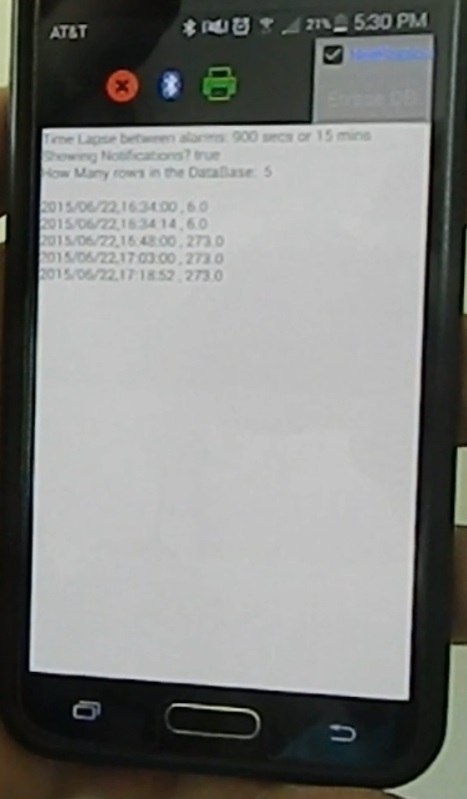 AT&T 21% 5:30 PM
Notifications
Erase DB
Time Lapse between alarms: 900 secs or 15 mins
Showing Notifications? true
How Many rows in the DataBase: 5
2015/06/22,16:34:00 , 6.0
2015/06/22,16:34:14 , 6.0
2015/06/22,16:48:00 , 273.0
2015/06/22,17:03:00 , 273.0
2015/06/22,17:18:52 , 273.0